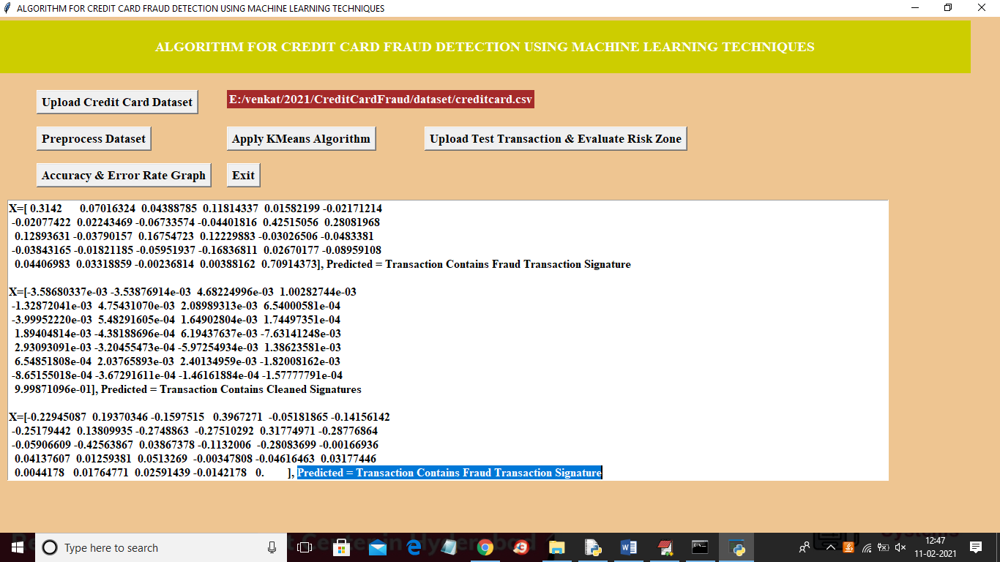 ALGORITHM FOR CREDIT CARD FRAUD DETECTION USING MACHINE LEARNING TECHNIQUES
ALGORITHM FOR CREDIT CARD FRAUD DETECTION USING MACHINE LEARNING TECHNIQUES
Upload Credit Card Dataset E:/venkat/2021/CreditCardFraud/dataset/creditcard.csv
Preprocess Dataset Apply KMeans Algorithm Upload Test Transaction & Evaluate Risk Zone
Accuracy & Error Rate Graph Exit
X=[ 0.3142 0.07016324 0.04388785 0.11814337 0.01582199 -0.02171214
-0.02077422 0.02243469 -0.06733574 -0.04401816 0.42515056 0.28081968
0.12893631 -0.03790157 0.16754723 0.12229883 -0.03026506 -0.0483381
-0.03843165 -0.01821185 -0.05951937 -0.16836811 0.02670177 -0.08959108
0.04406983 0.03318859 -0.00236814 0.00388162 0.70914373], Predicted = Transaction Contains Fraud Transaction Signature
X=[-3.58680337e-03 -3.53876914e-03 4.68224996e-03 1.00282744e-03
-1.32872041e-03 4.75431070e-03 2.08989313e-03 6.54000581e-04
-3.99952220e-03 5.48291605e-04 1.64902804e-03 1.74497351e-04
1.89404814e-03 -4.38188696e-04 6.19437637e-03 -7.63141248e-03
2.93093091e-03 -3.20455473e-04 -5.97254934e-03 1.38623581e-03
6.54851808e-04 2.03765893e-03 2.40134959e-03 -1.82008162e-03
-8.65155018e-04 -3.67291611e-04 -1.46161884e-04 -1.57777791e-04
9.99871096e-01], Predicted = Transaction Contains Cleaned Signatures
X=[-0.22945087 0.19370346 -0.1597515 0.3967271 -0.05181865 -0.14156142
-0.25179442 0.13809935 -0.2748863 -0.27510292 0.31774971 -0.28776864
-0.05906609 -0.42563867 0.03867378 -0.1132006 -0.28083699 -0.00166936
0.04137607 0.01259381 0.0513269 -0.00347808 -0.04616463 0.03177446
0.0044178 0.01764771 0.02591439 -0.0142178 0. ], Predicted = Transaction Contains Fraud Transaction Signature
Type here to search
12:47
11-02-2021